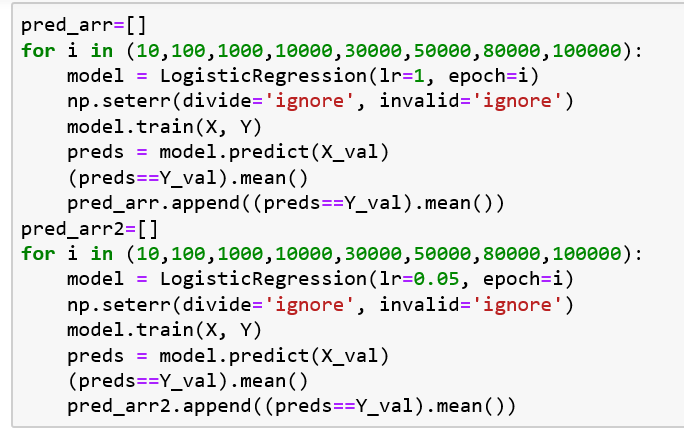 pred_arr=[]
for i in (10,100,1000,10000,30000,50000,80000,100000):
    model = LogisticRegression(lr=1, epoch=i)
    np.seterr(divide='ignore', invalid='ignore')
    model.train(X, Y)
    preds = model.predict(X_val)
    (preds==Y_val).mean()
    pred_arr.append((preds==Y_val).mean())
pred_arr2=[]
for i in (10,100,1000,10000,30000,50000,80000,100000):
    model = LogisticRegression(lr=0.05, epoch=i)
    np.seterr(divide='ignore', invalid='ignore')
    model.train(X, Y)
    preds = model.predict(X_val)
    (preds==Y_val).mean()
    pred_arr2.append((preds==Y_val).mean())